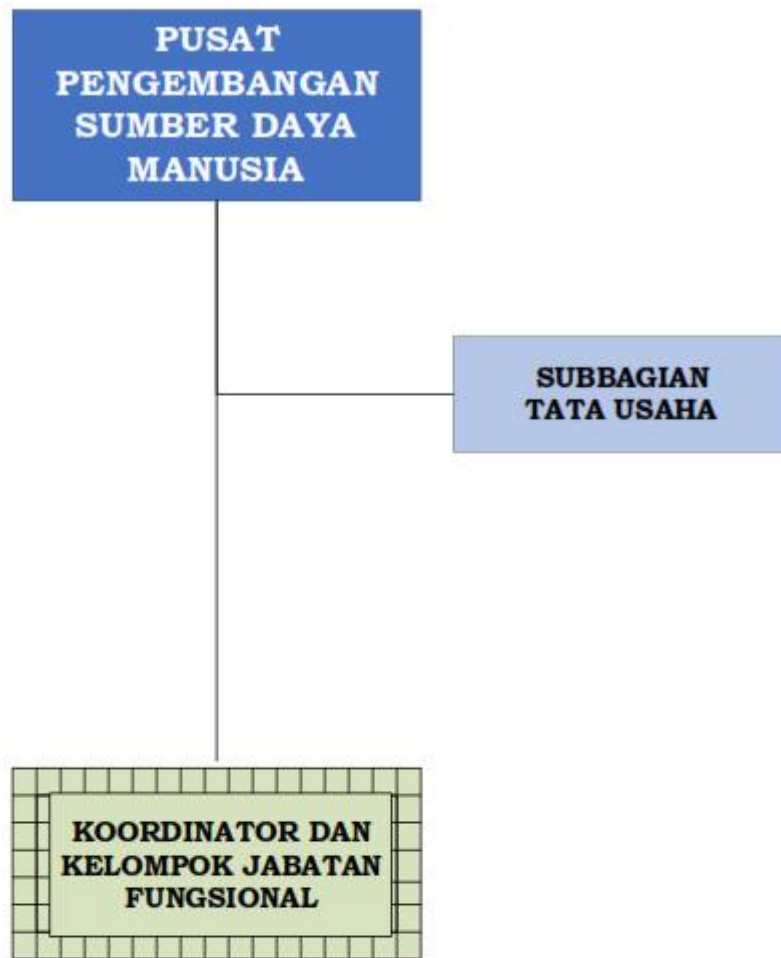 PUSAT
PENGEMBANGAN
SUMBER DAYA
MANUSIA
SUBBAGIAN
TATA USAHA
KOORDINATOR DAN
KELOMPOK JABATAN
FUNGSIONAL